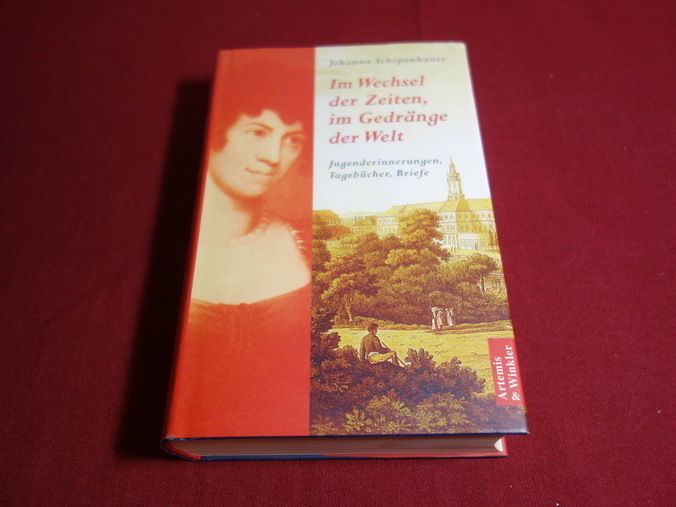 Johanna Schopenhauer
Im Wechsel
der Zeiten,
im Gedränge
der Welt
Jugenderinnerungen,
Tagebücher, Briefe
Artemis
& Winkler